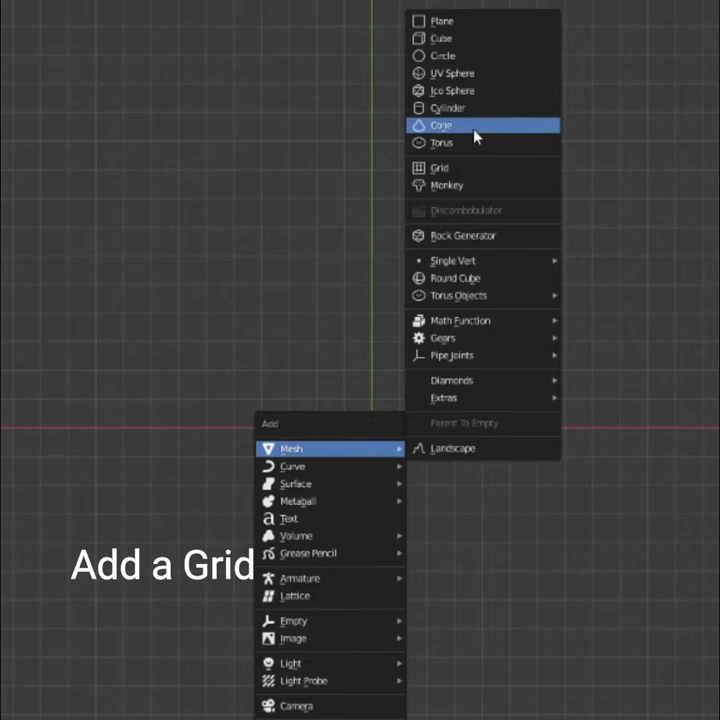 Plane
Cube
Circle
UV Sphere
Ico Sphere
Cylinder
Cone
Torus
Grid
Monkey
Discombobulator
Rock Generator
Single Vert
Round Cube
Torus Objects
Math Function
Gears
Pipe Joints
Diamonds
Extras
Parent To Empty
Landscape
Add
Mesh
Curve
Surface
Metaball
Text
Volume
Grease Pencil
Armature
Lattice
Empty
Image
Light
Light Probe
Camera
Add a Grid